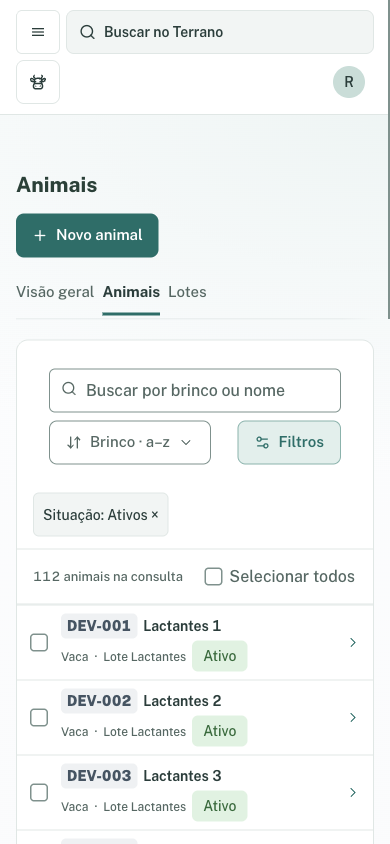 Buscar no Terrano
R
Animais
+ Novo animal
Visão geral Animais Lotes
Buscar por brinco ou nome
Brinco · a–z
Filtros
Situação: Ativos ×
112 animais na consulta
Selecionar todos
DEV-001 Lactantes 1
Vaca · Lote Lactantes Ativo
DEV-002 Lactantes 2
Vaca · Lote Lactantes Ativo
DEV-003 Lactantes 3
Vaca · Lote Lactantes Ativo